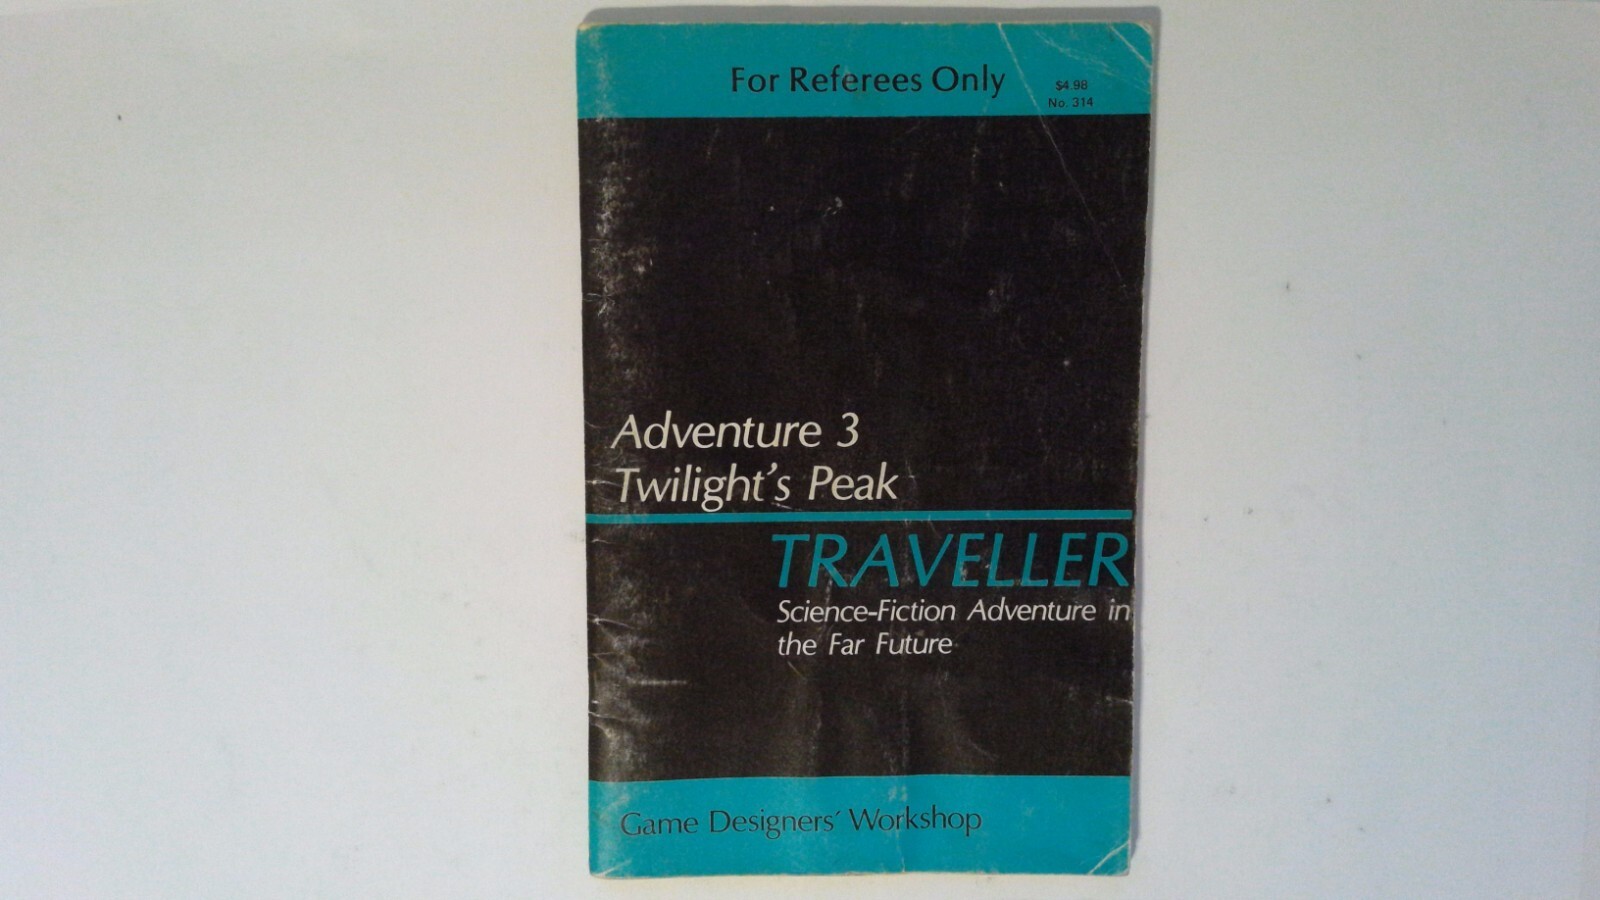 For Referees Only
$4.98
No. 314
Adventure 3
Twilight's Peak
TRAVELLER
Science-Fiction Adventure in
the Far Future
Game Designers' Workshop